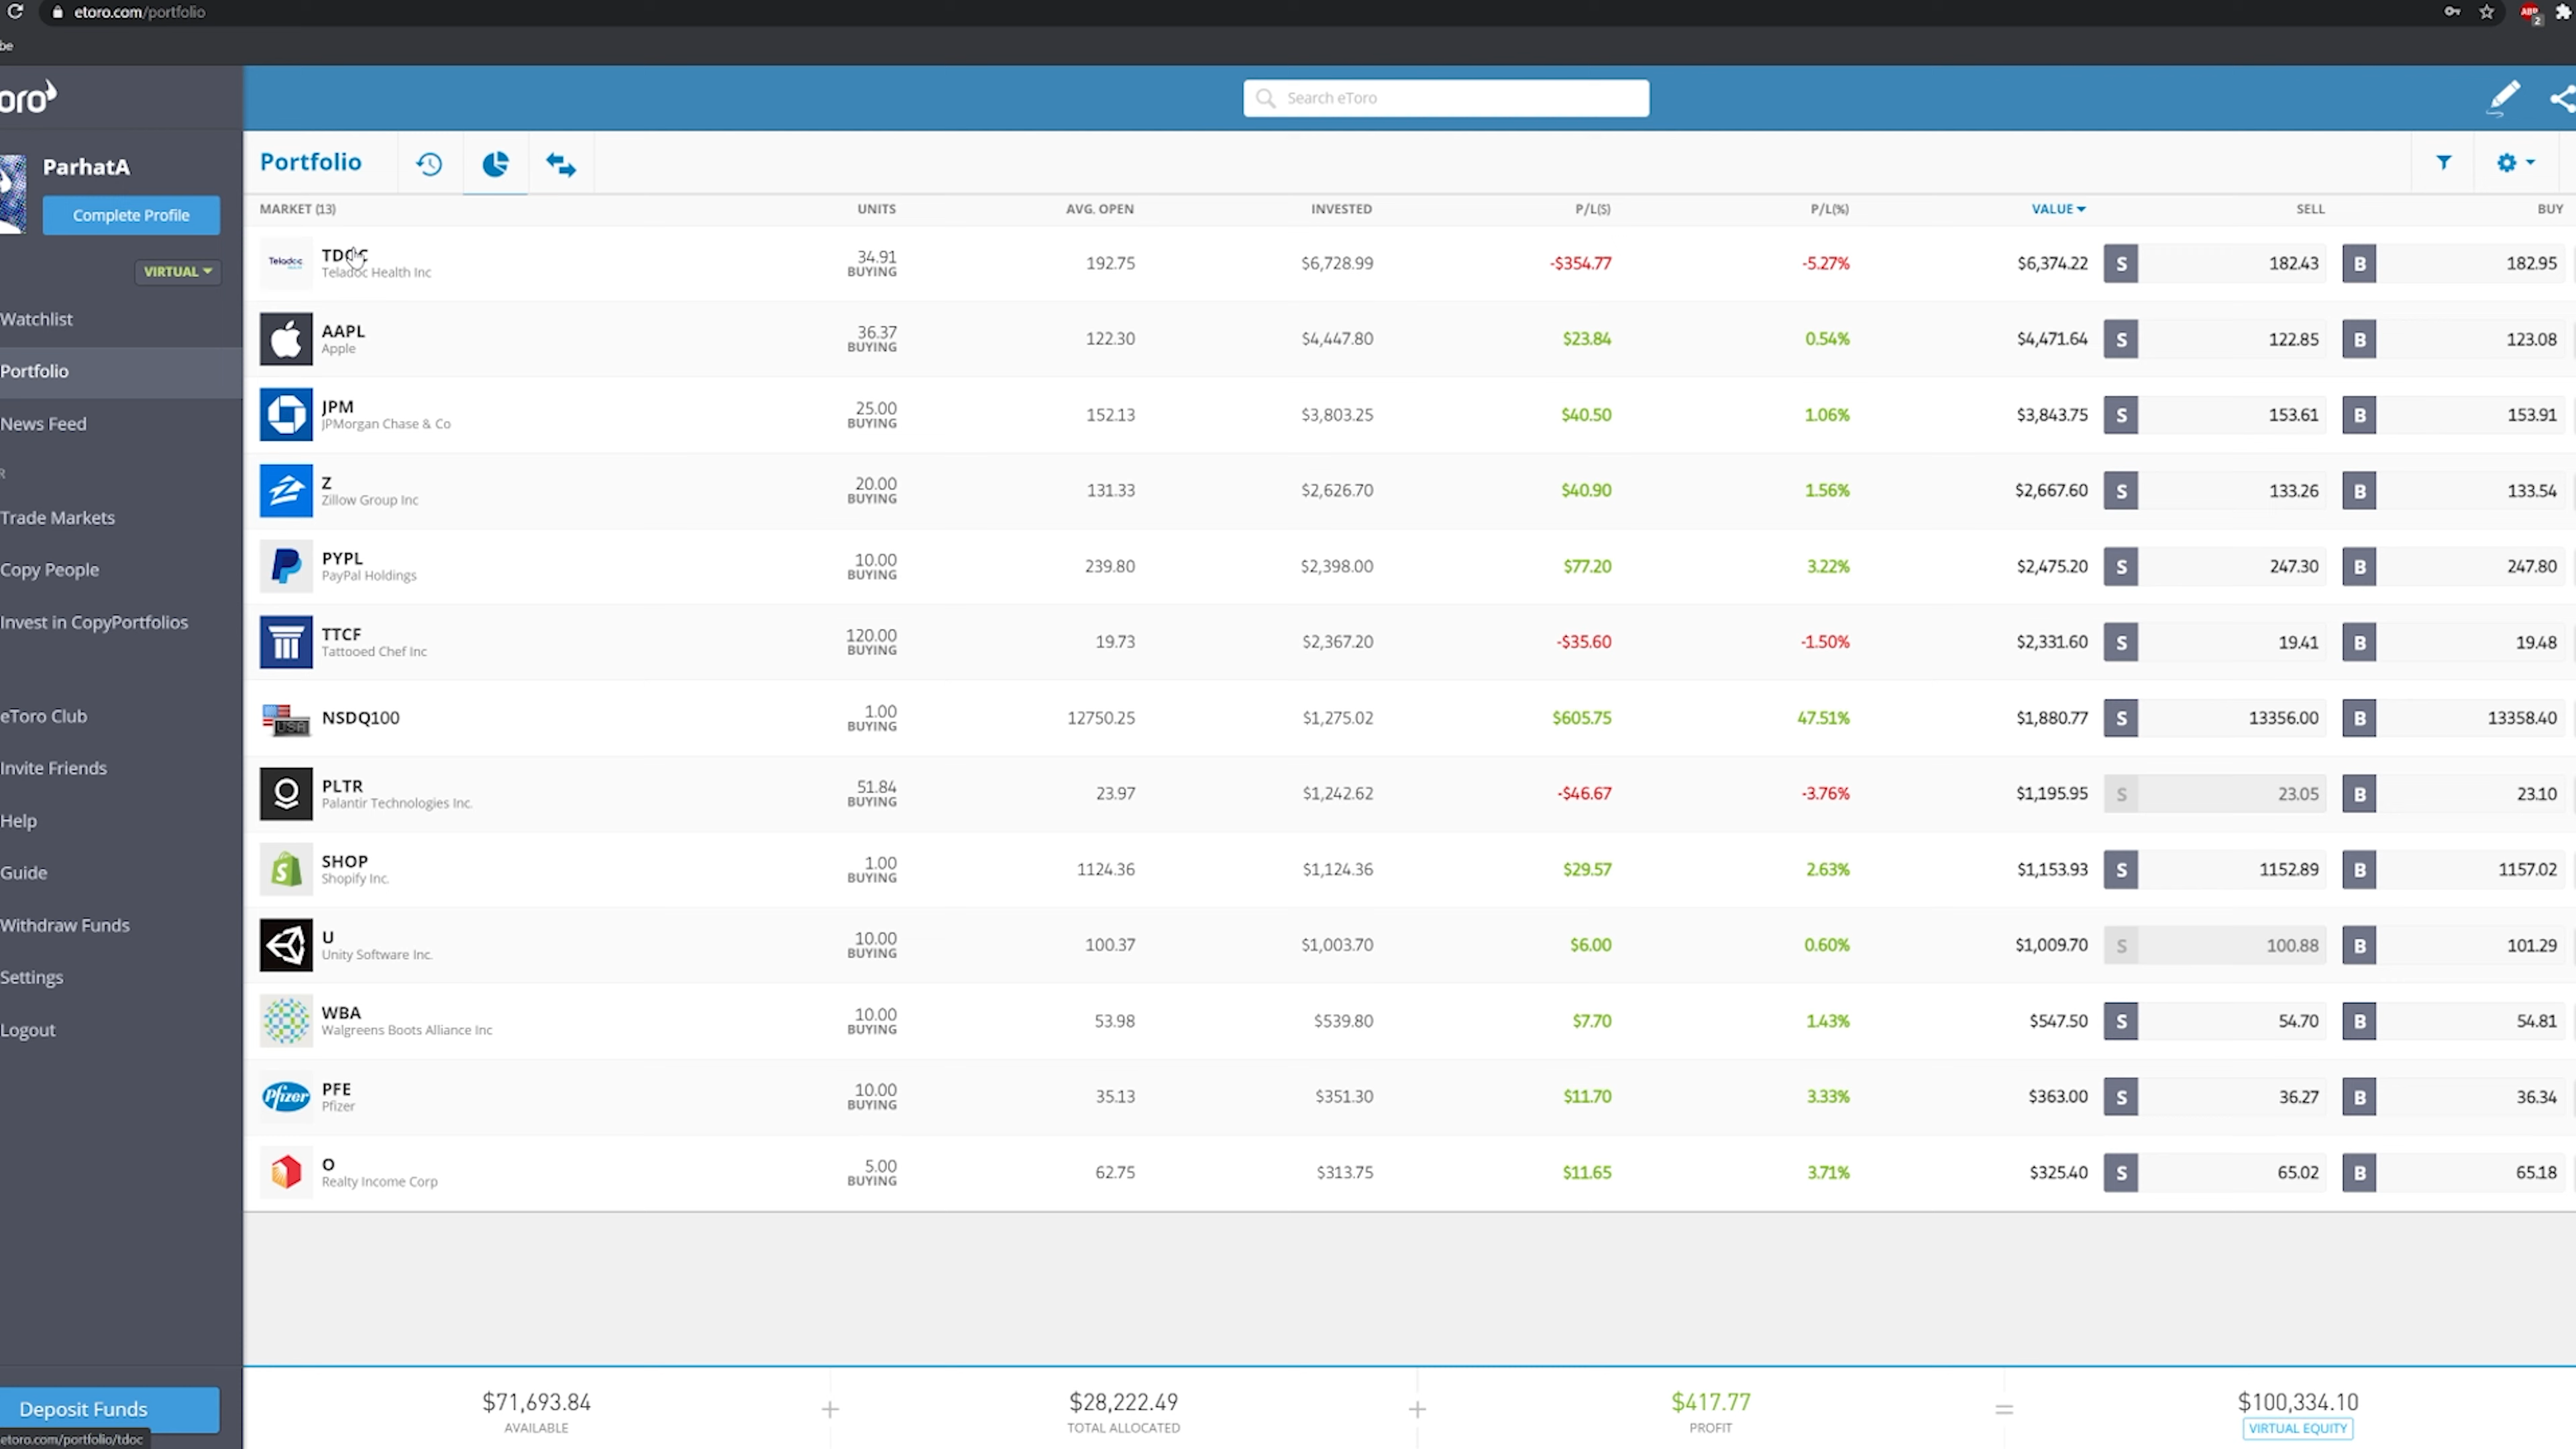 etoro.com/portfolio
ABP
2
be
oro
Search eToro
ParhatA
Complete Profile
VIRTUAL
Watchlist
Portfolio
News Feed
R
Trade Markets
Copy People
Invest in CopyPortfolios
eToro Club
Invite Friends
Help
Guide
Withdraw Funds
Settings
Logout
Deposit Funds
etoro.com/portfolio/tdoc
Portfolio
MARKET (13) UNITS AVG. OPEN INVESTED P/L($) P/L(%) VALUE SELL BUY
Teladoc TDOC 34.91 192.75 $6,728.99 -$354.77 -5.27% $6,374.22 S 182.43 B 182.95
Teladoc Health Inc BUYING
AAPL 36.37 122.30 $4,447.80 $23.84 0.54% $4,471.64 S 122.85 B 123.08
Apple BUYING
JPM 25.00 152.13 $3,803.25 $40.50 1.06% $3,843.75 S 153.61 B 153.91
JPMorgan Chase & Co BUYING
Z 20.00 131.33 $2,626.70 $40.90 1.56% $2,667.60 S 133.26 B 133.54
Zillow Group Inc BUYING
PYPL 10.00 239.80 $2,398.00 $77.20 3.22% $2,475.20 S 247.30 B 247.80
PayPal Holdings BUYING
TTCF 120.00 19.73 $2,367.20 -$35.60 -1.50% $2,331.60 S 19.41 B 19.48
Tattooed Chef Inc BUYING
USA NSDQ100 1.00 12750.25 $1,275.02 $605.75 47.51% $1,880.77 S 13356.00 B 13358.40
BUYING
PLTR 51.84 23.97 $1,242.62 -$46.67 -3.76% $1,195.95 S 23.05 B 23.10
Palantir Technologies Inc. BUYING
SHOP 1.00 1124.36 $1,124.36 $29.57 2.63% $1,153.93 S 1152.89 B 1157.02
Shopify Inc. BUYING
U 10.00 100.37 $1,003.70 $6.00 0.60% $1,009.70 S 100.88 B 101.29
Unity Software Inc. BUYING
WBA 10.00 53.98 $539.80 $7.70 1.43% $547.50 S 54.70 B 54.81
Walgreens Boots Alliance Inc BUYING
Pfizer PFE 10.00 35.13 $351.30 $11.70 3.33% $363.00 S 36.27 B 36.34
Pfizer BUYING
O 5.00 62.75 $313.75 $11.65 3.71% $325.40 S 65.02 B 65.18
Realty Income Corp BUYING
$71,693.84 + $28,222.49 + $417.77 = $100,334.10
AVAILABLE TOTAL ALLOCATED PROFIT VIRTUAL EQUITY